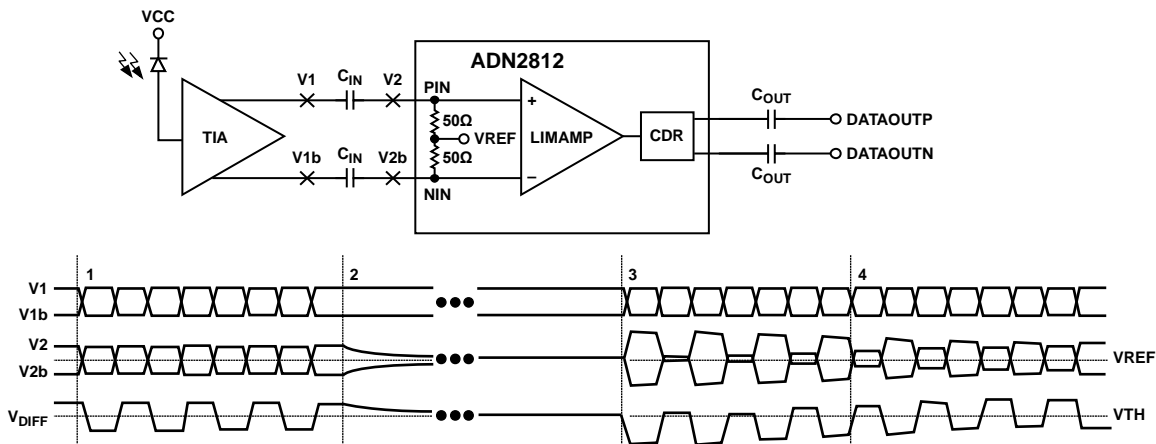 VCC
ADN2812
V1 C_IN V2 PIN
50Ω
TIA VREF LIMAMP CDR
50Ω
V1b C_IN V2b NIN
+
−
C_OUT
DATAOUTP
DATAOUTN
C_OUT
1 2 3 4
V1
V1b
V2
V2b
VREF
V_DIFF
VTH